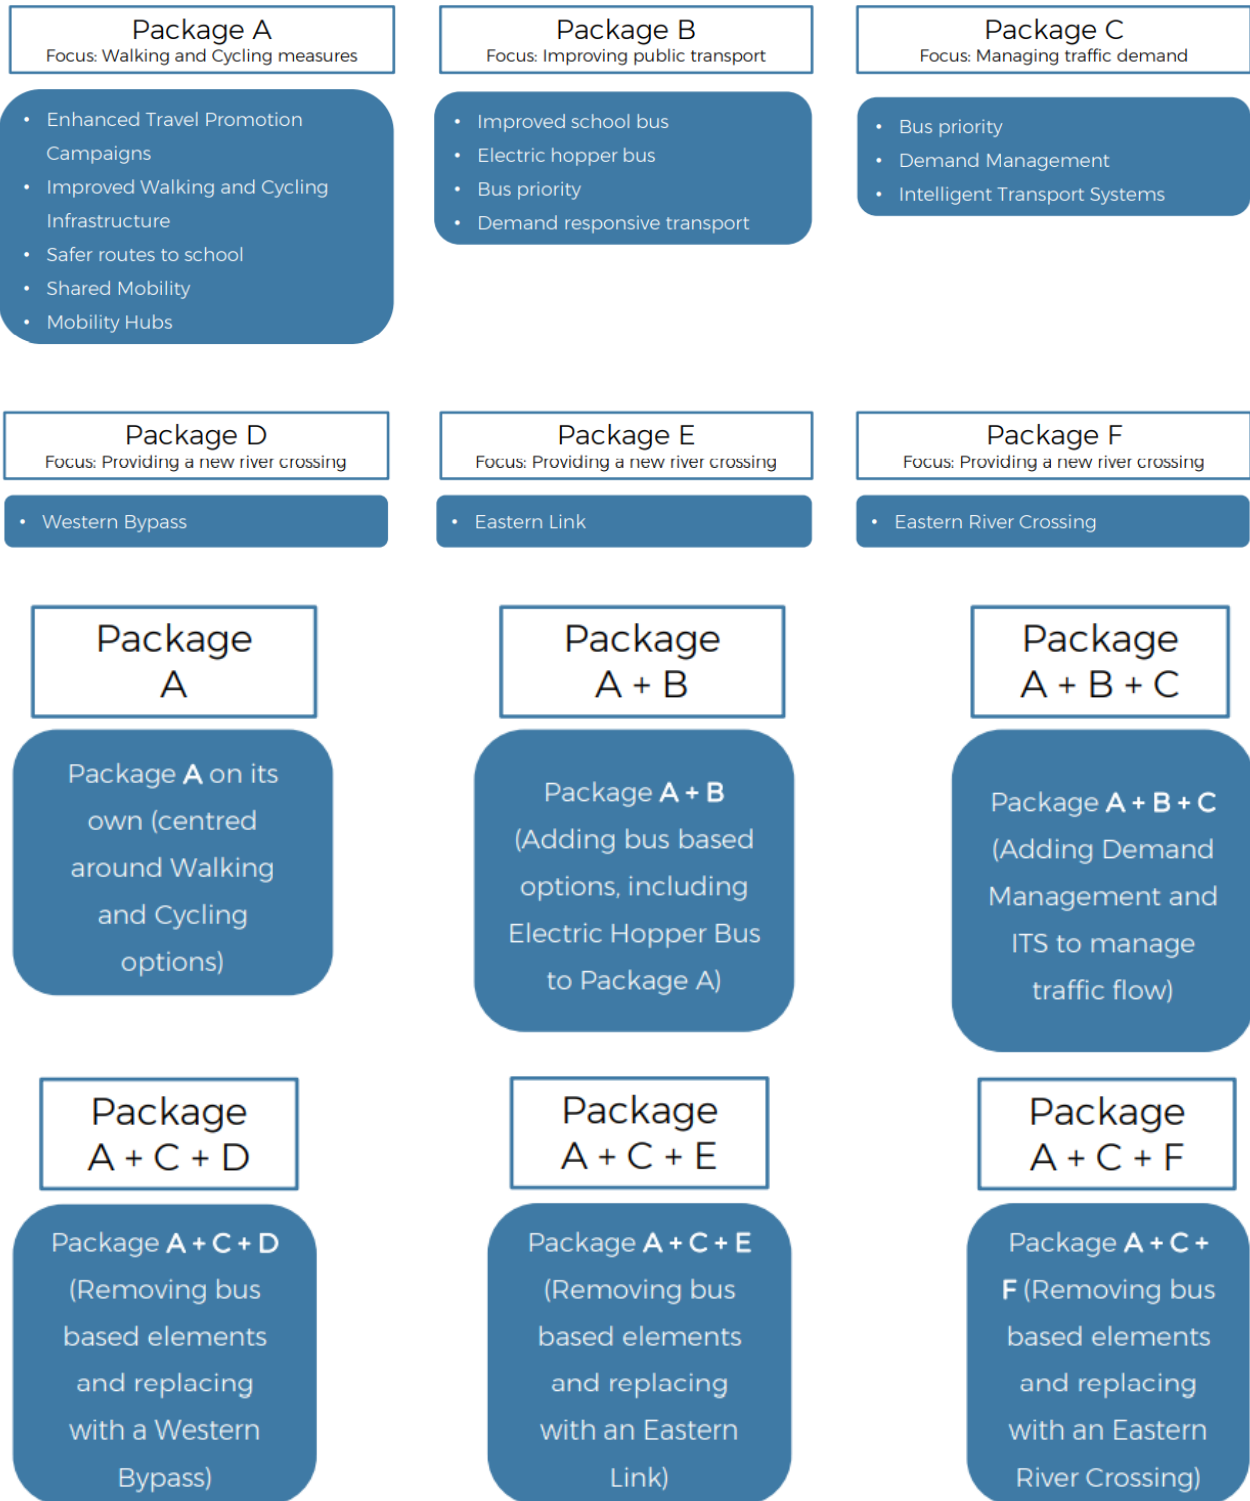 Package A
Focus: Walking and Cycling measures
• Enhanced Travel Promotion
Campaigns
• Improved Walking and Cycling
Infrastructure
• Safer routes to school
• Shared Mobility
• Mobility Hubs
Package B
Focus: Improving public transport
• Improved school bus
• Electric hopper bus
• Bus priority
• Demand responsive transport
Package C
Focus: Managing traffic demand
• Bus priority
• Demand Management
• Intelligent Transport Systems
Package D
Focus: Providing a new river crossing
• Western Bypass
Package E
Focus: Providing a new river crossing
• Eastern Link
Package F
Focus: Providing a new river crossing
• Eastern River Crossing
Package
A
Package A on its
own (centred
around Walking
and Cycling
options)
Package
A + B
Package A + B
(Adding bus based
options, including
Electric Hopper Bus
to Package A)
Package
A + B + C
Package A + B + C
(Adding Demand
Management and
ITS to manage
traffic flow)
Package
A + C + D
Package A + C + D
(Removing bus
based elements
and replacing
with a Western
Bypass)
Package
A + C + E
Package A + C + E
(Removing bus
based elements
and replacing
with an Eastern
Link)
Package
A + C + F
Package A + C +
F (Removing bus
based elements
and replacing
with an Eastern
River Crossing)